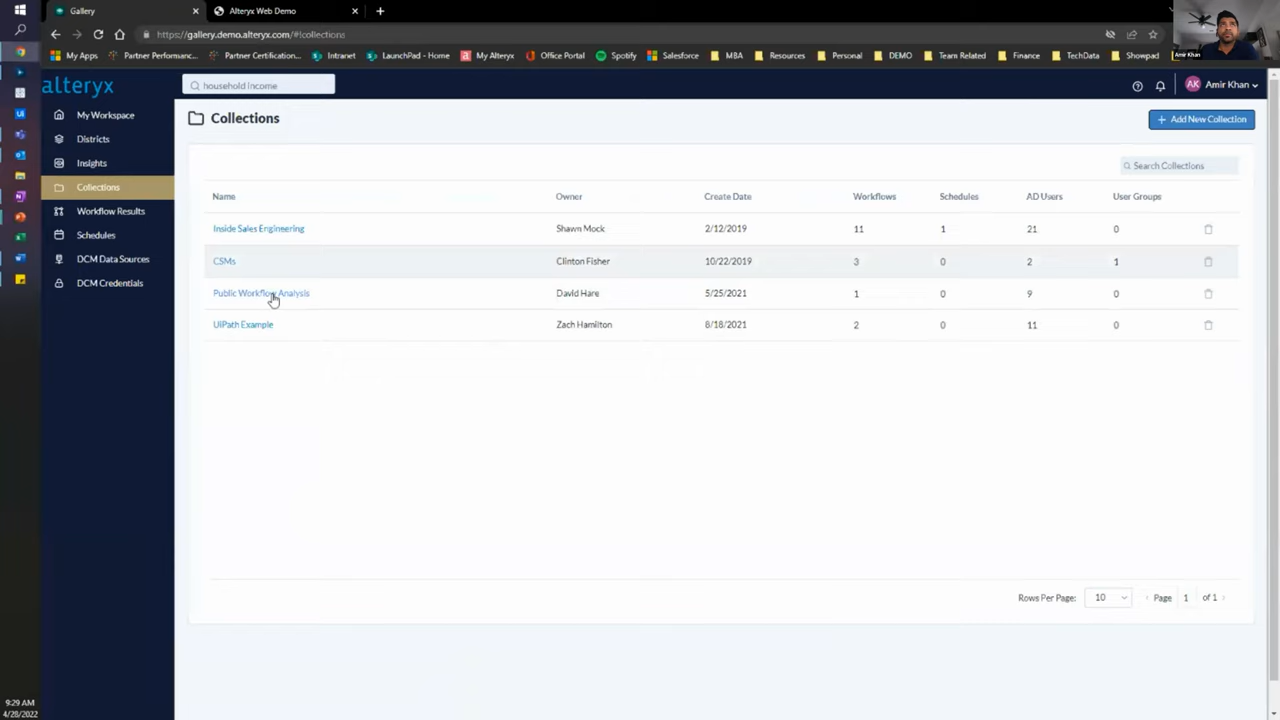 Gallery
Alteryx Web Demo
https://gallery.demo.alteryx.com/#!collections
My Apps
Partner Performanc...
Partner Certification...
Intranet
LaunchPad - Home
My Alteryx
Office Portal
Spotify
Salesforce
MBA
Resources
Personal
DEMO
Team Related
Finance
TechData
Showpad
Amir Khan
alteryx
household income
AK Amir Khan
My Workspace
Districts
Insights
Collections
Workflow Results
Schedules
DCM Data Sources
DCM Credentials
Collections
+ Add New Collection
Search Collections
Name Owner Create Date Workflows Schedules AD Users User Groups
Inside Sales Engineering Shawn Mock 2/12/2019 11 1 21 0
CSMs Clinton Fisher 10/22/2019 3 0 2 1
Public Workflow Analysis David Hare 5/25/2021 1 0 9 0
UiPath Example Zach Hamilton 8/18/2021 2 0 11 0
Rows Per Page: 10 Page 1 of 1
9:29 AM
4/28/2022